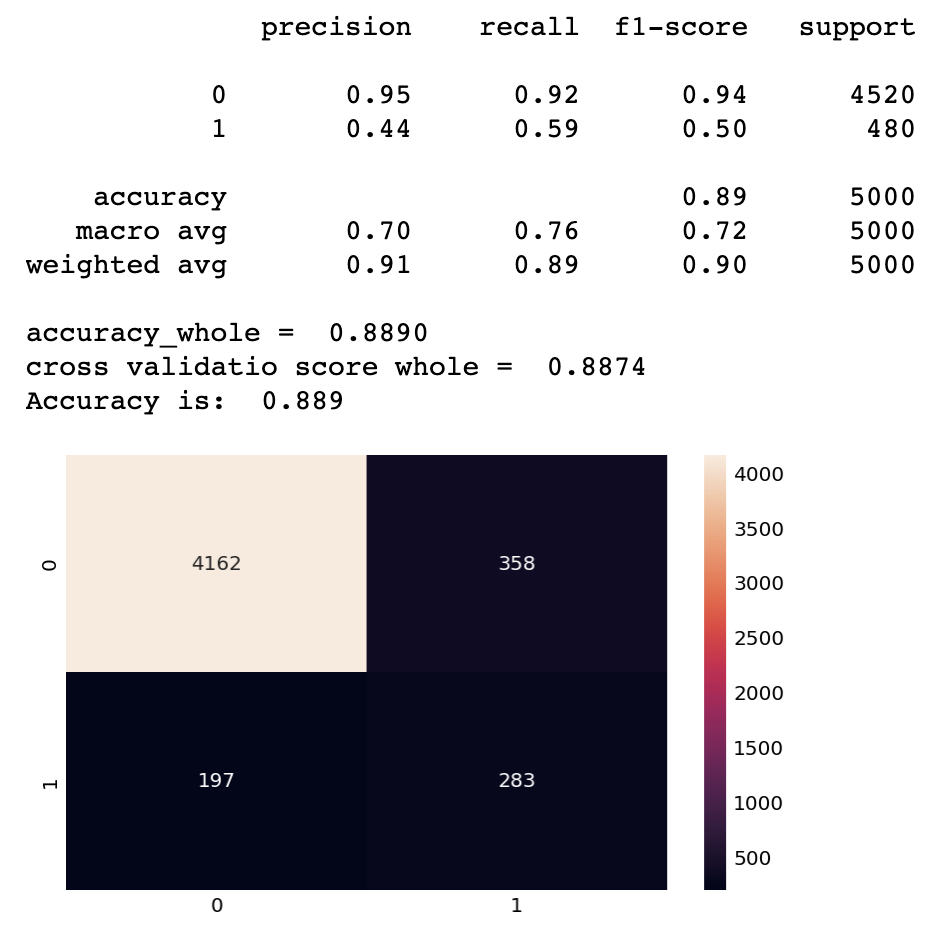 precision recall f1-score support
0 0.95 0.92 0.94 4520
1 0.44 0.59 0.50 480
accuracy 0.89 5000
macro avg 0.70 0.76 0.72 5000
weighted avg 0.91 0.89 0.90 5000
accuracy_whole = 0.8890
cross validatio score whole = 0.8874
Accuracy is: 0.889
0 4162 358
1 197 283
0 1
4000
3500
3000
2500
2000
1500
1000
500